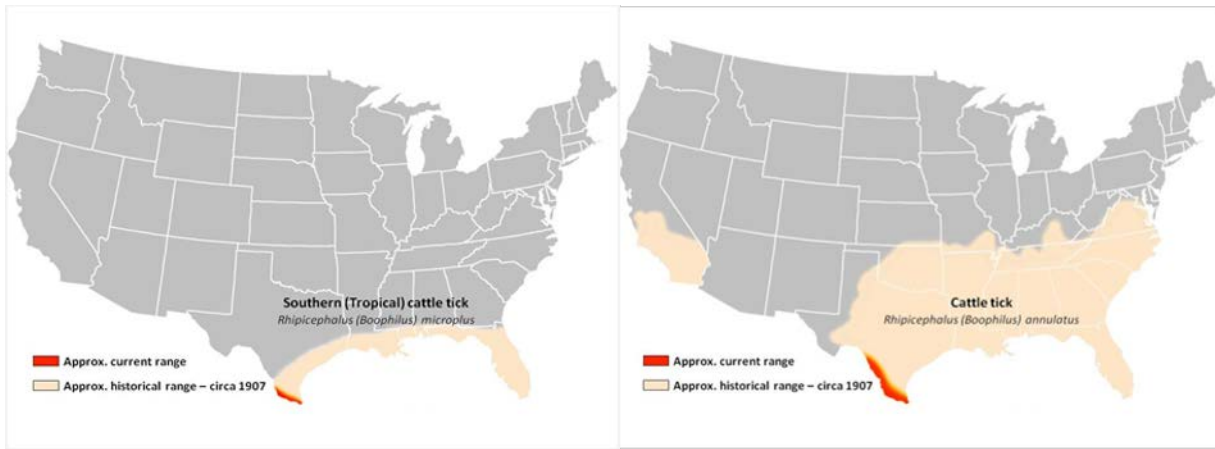 Southern (Tropical) cattle tick
Rhipicephalus (Boophilus) microplus
Approx. current range
Approx. historical range – circa 1907
Cattle tick
Rhipicephalus (Boophilus) annulatus
Approx. current range
Approx. historical range – circa 1907